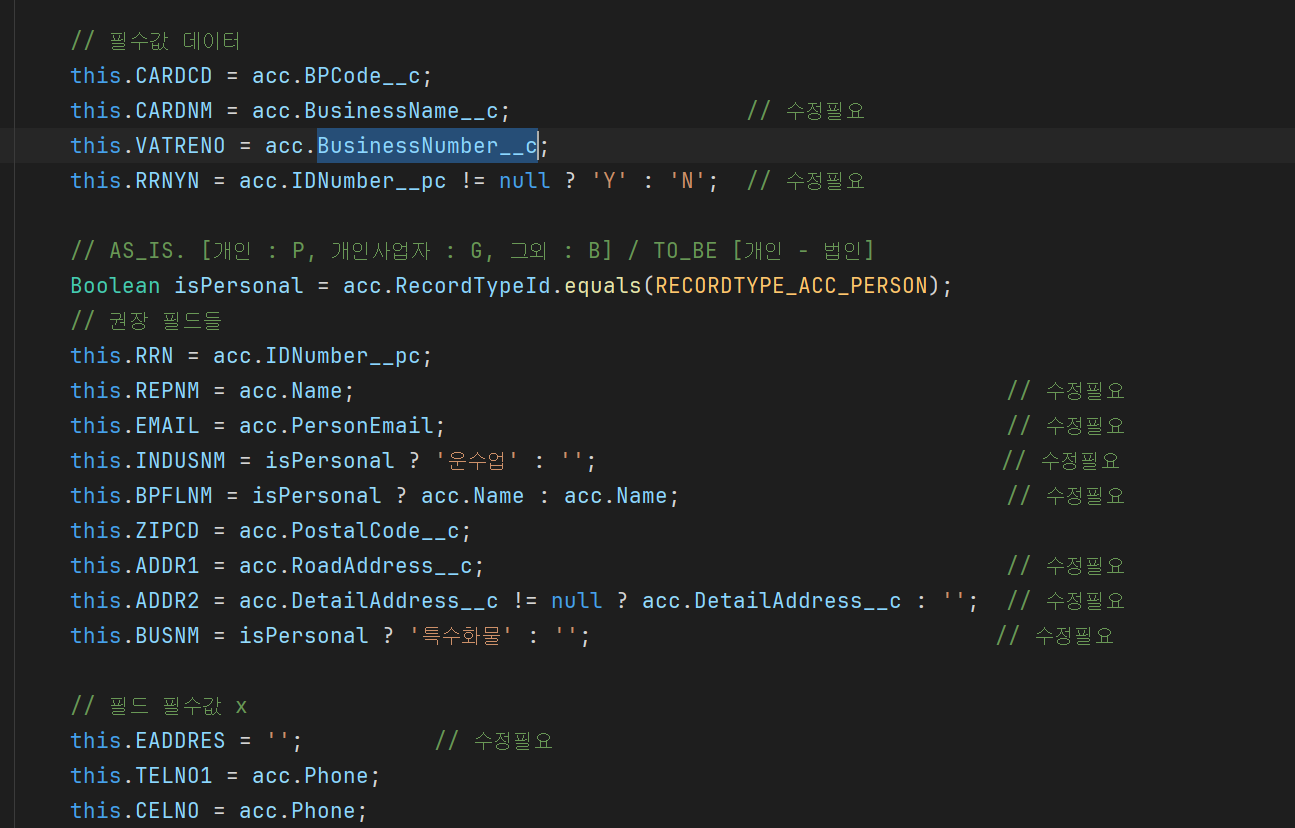 // 필수값 데이터
this.CARDCD = acc.BPCode__c;
this.CARDNM = acc.BusinessName__c; // 수정필요
this.VATRENO = acc.BusinessNumber__c;
this.RRNYN = acc.IDNumber__pc != null ? 'Y' : 'N'; // 수정필요
// AS_IS. [개인 : P, 개인사업자 : G, 그외 : B] / TO_BE [개인 - 법인]
Boolean isPersonal = acc.RecordTypeId.equals(RECORDTYPE_ACC_PERSON);
// 권장 필드들
this.RRN = acc.IDNumber__pc;
this.REPNM = acc.Name; // 수정필요
this.EMAIL = acc.PersonEmail; // 수정필요
this.INDUSNM = isPersonal ? '운수업' : ''; // 수정필요
this.BPFLNM = isPersonal ? acc.Name : acc.Name; // 수정필요
this.ZIPCD = acc.PostalCode__c;
this.ADDR1 = acc.RoadAddress__c; // 수정필요
this.ADDR2 = acc.DetailAddress__c != null ? acc.DetailAddress__c : ''; // 수정필요
this.BUSNM = isPersonal ? '특수화물' : ''; // 수정필요
// 필드 필수값 x
this.EADDRES = ''; // 수정필요
this.TELNO1 = acc.Phone;
this.CELNO = acc.Phone;